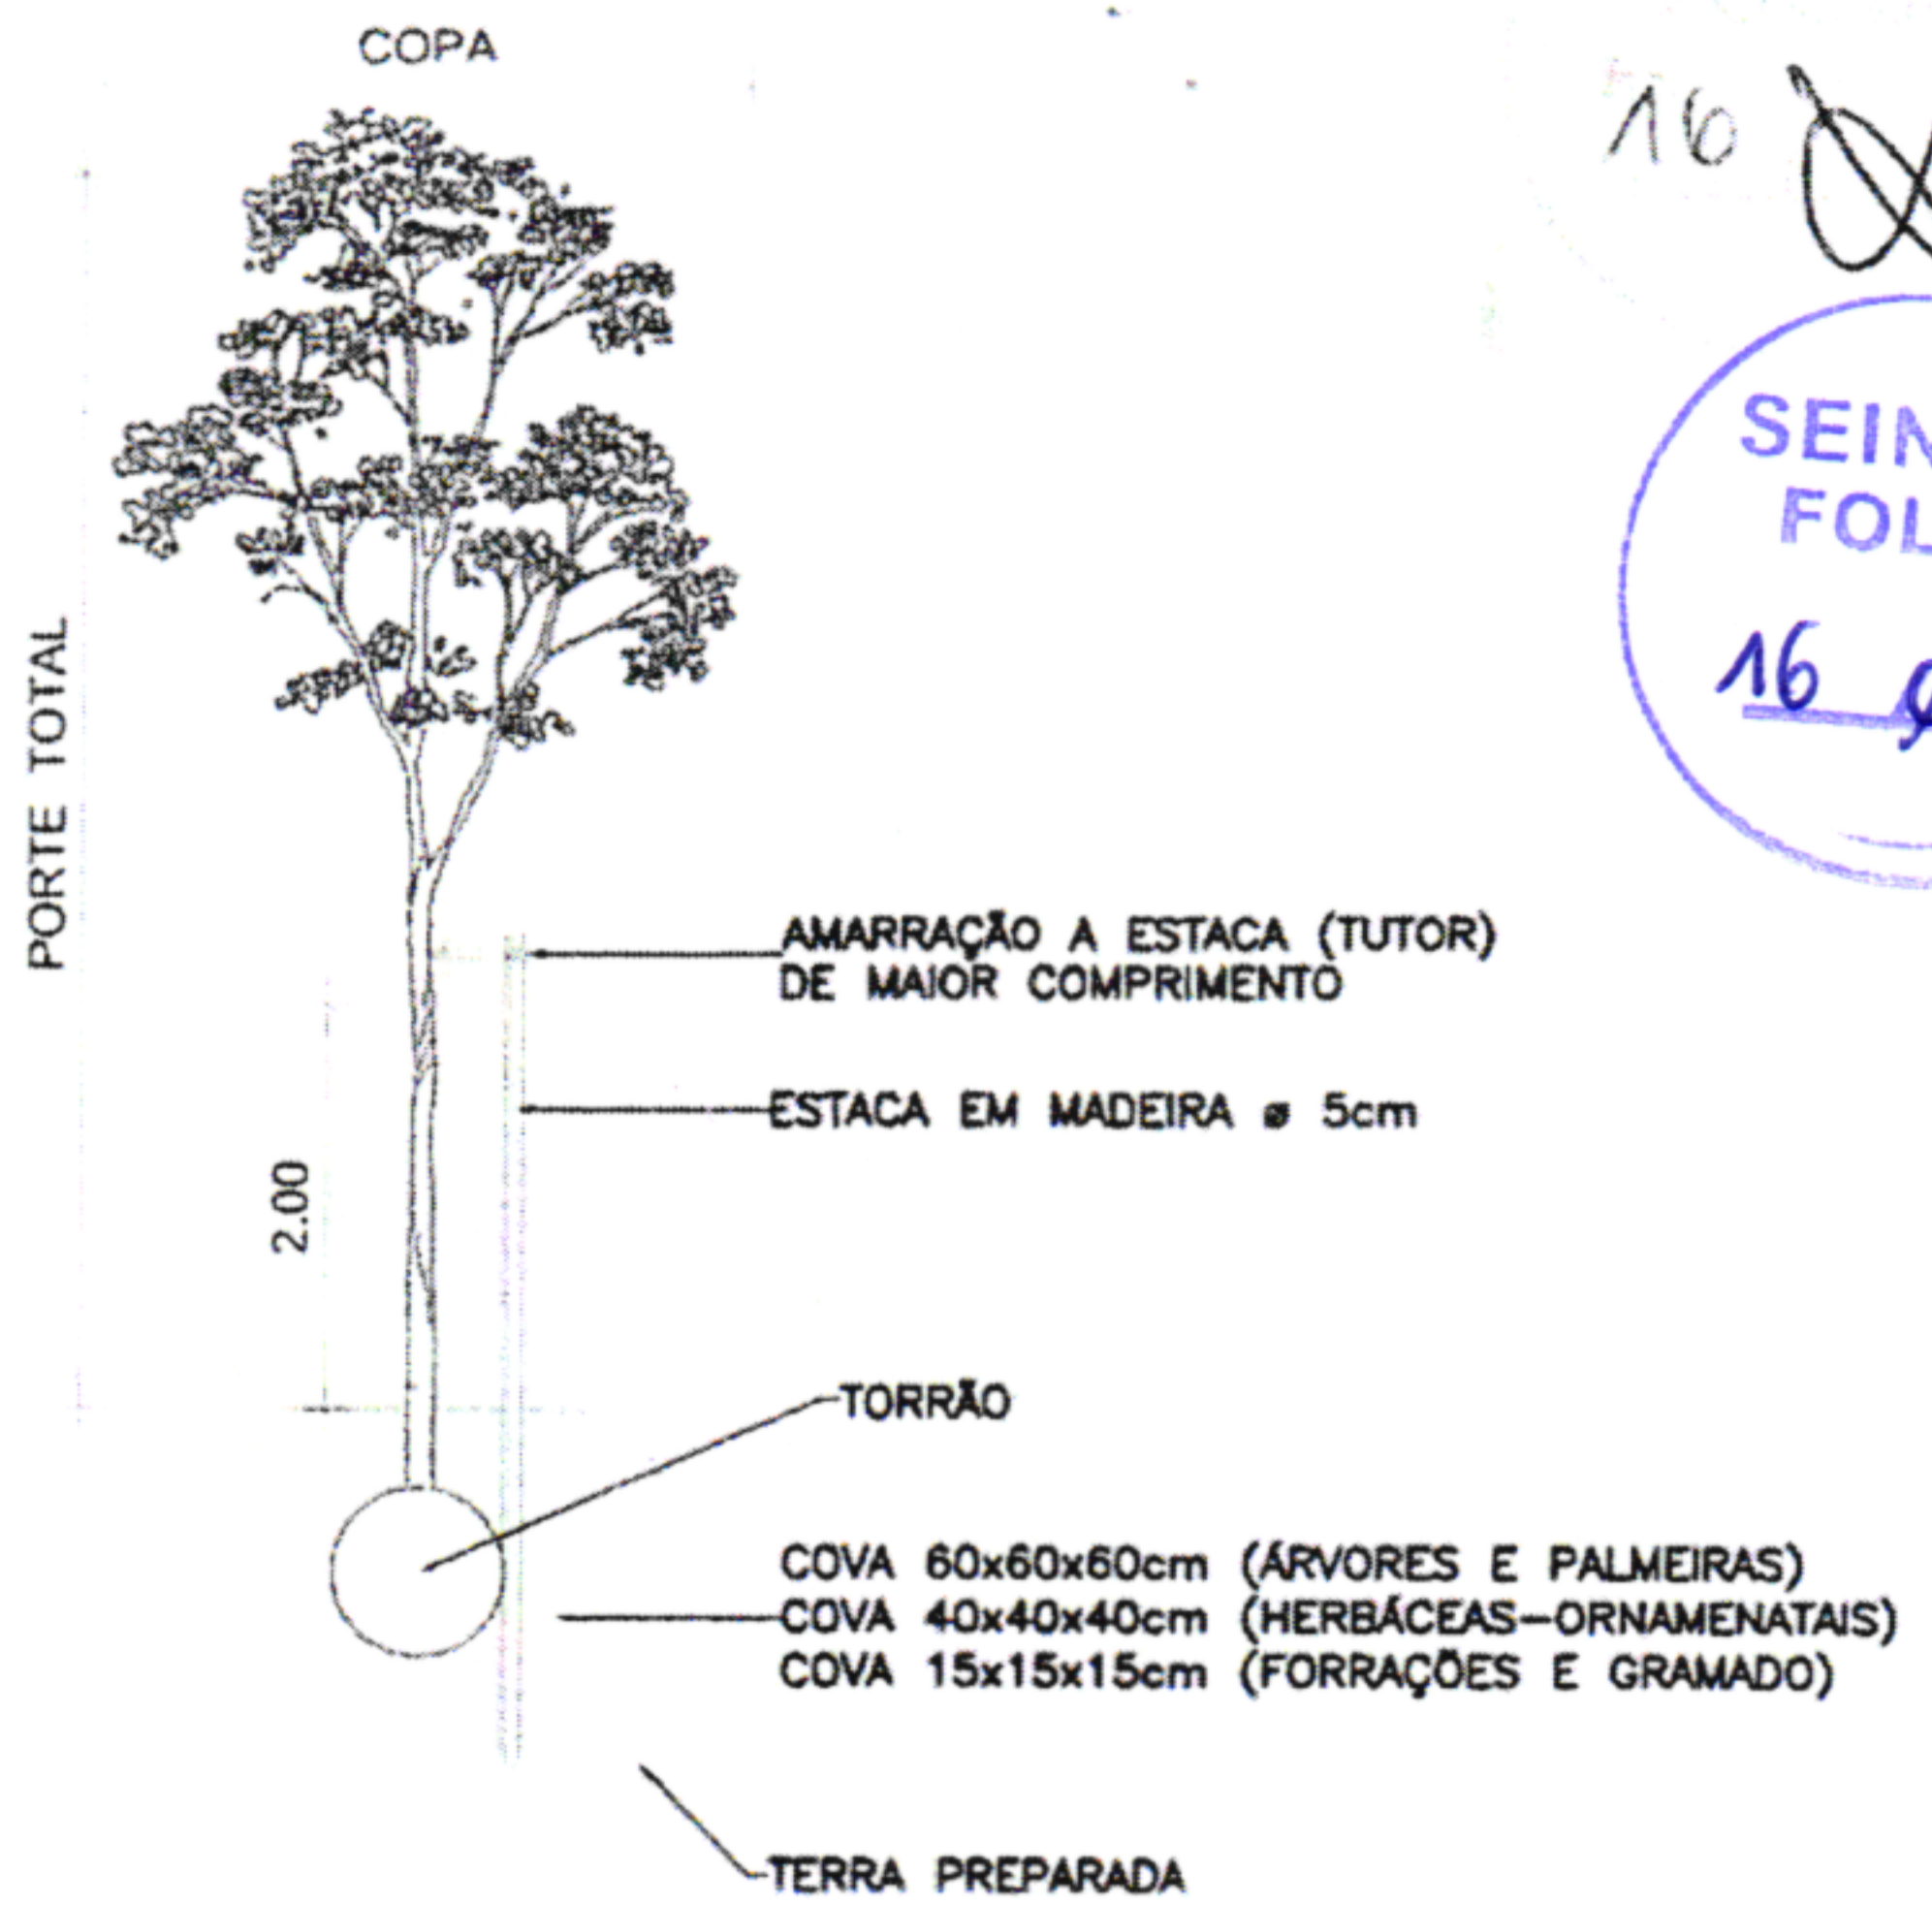 COPA
16
SEIN
FOL
16
PORTE TOTAL
AMARRAÇÃO A ESTACA (TUTOR)
DE MAIOR COMPRIMENTO
ESTACA EM MADEIRA ø 5cm
2.00
TORRÃO
COVA 60x60x60cm (ÁRVORES E PALMEIRAS)
COVA 40x40x40cm (HERBÁCEAS-ORNAMENATAIS)
COVA 15x15x15cm (FORRAÇÕES E GRAMADO)
TERRA PREPARADA